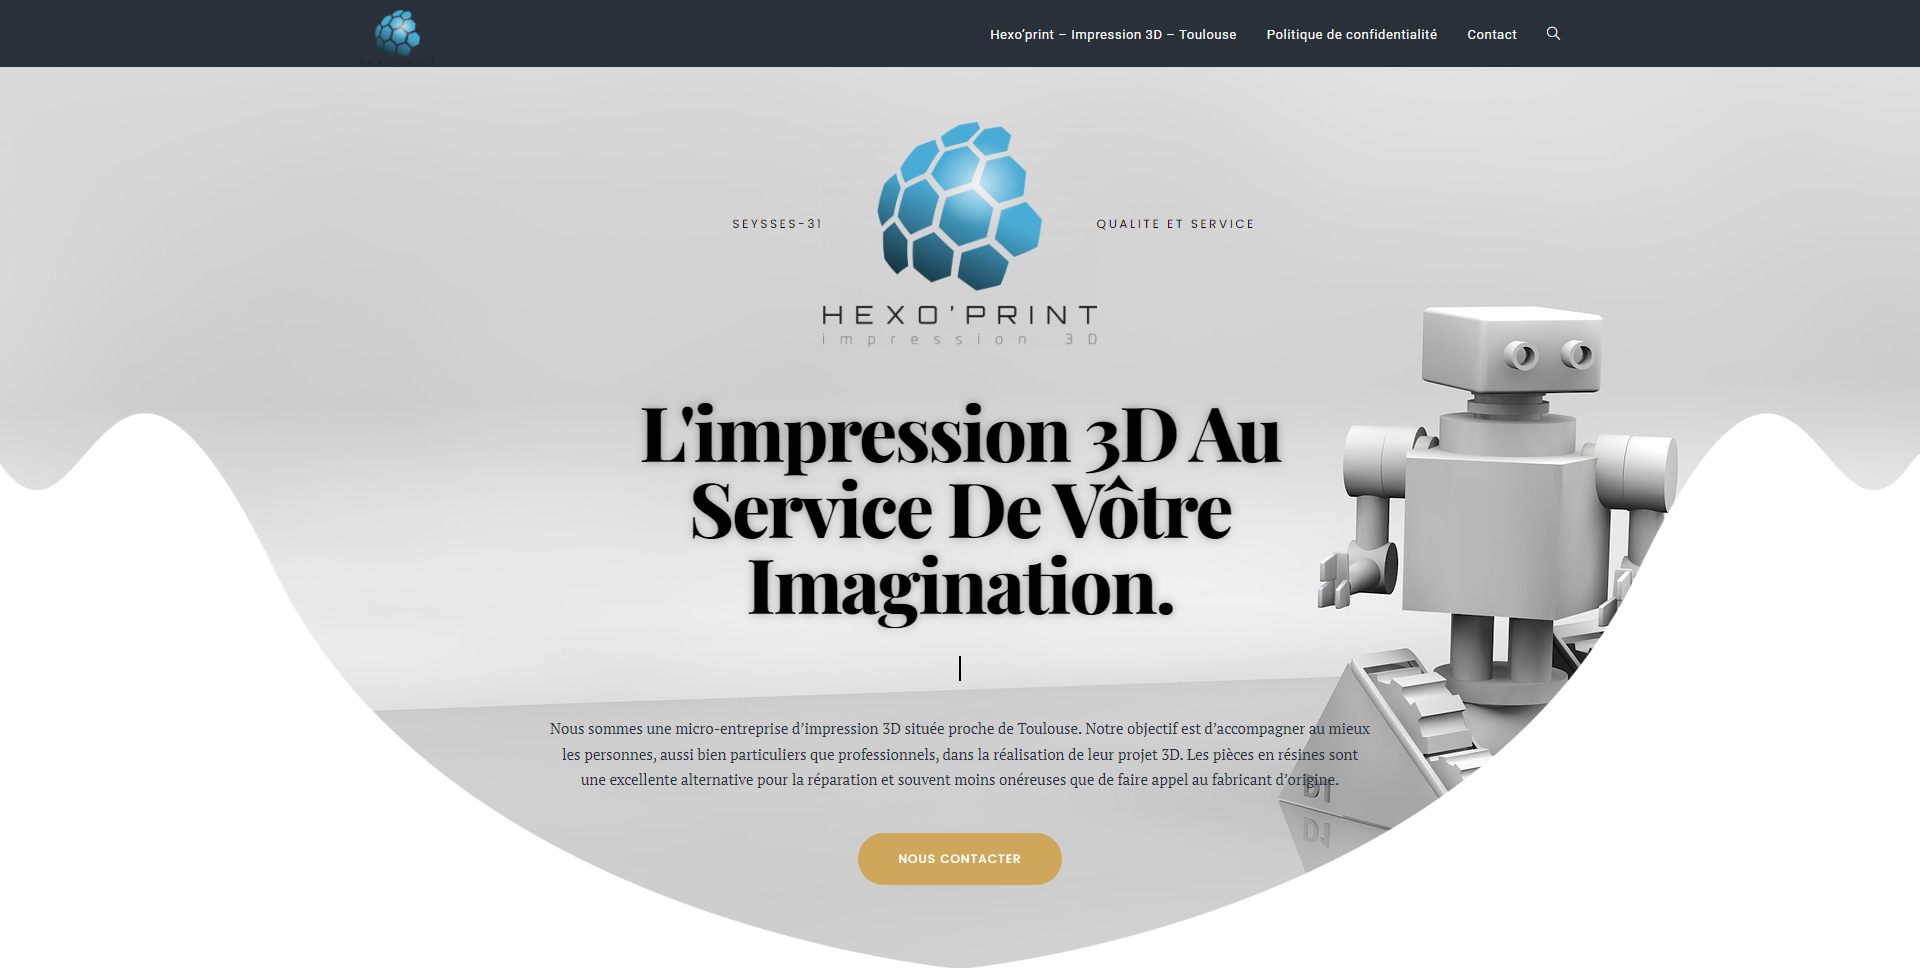 Hexo’print – Impression 3D – Toulouse
Politique de confidentialité
Contact
SEYSSES-31
QUALITE ET SERVICE
HEXO'PRINT
impression 3D
L'impression 3D Au
Service De Vôtre
Imagination.
Nous sommes une micro-entreprise d’impression 3D située proche de Toulouse. Notre objectif est d’accompagner au mieux
les personnes, aussi bien particuliers que professionnels, dans la réalisation de leur projet 3D. Les pièces en résines sont
une excellente alternative pour la réparation et souvent moins onéreuses que de faire appel au fabricant d’origine.
NOUS CONTACTER